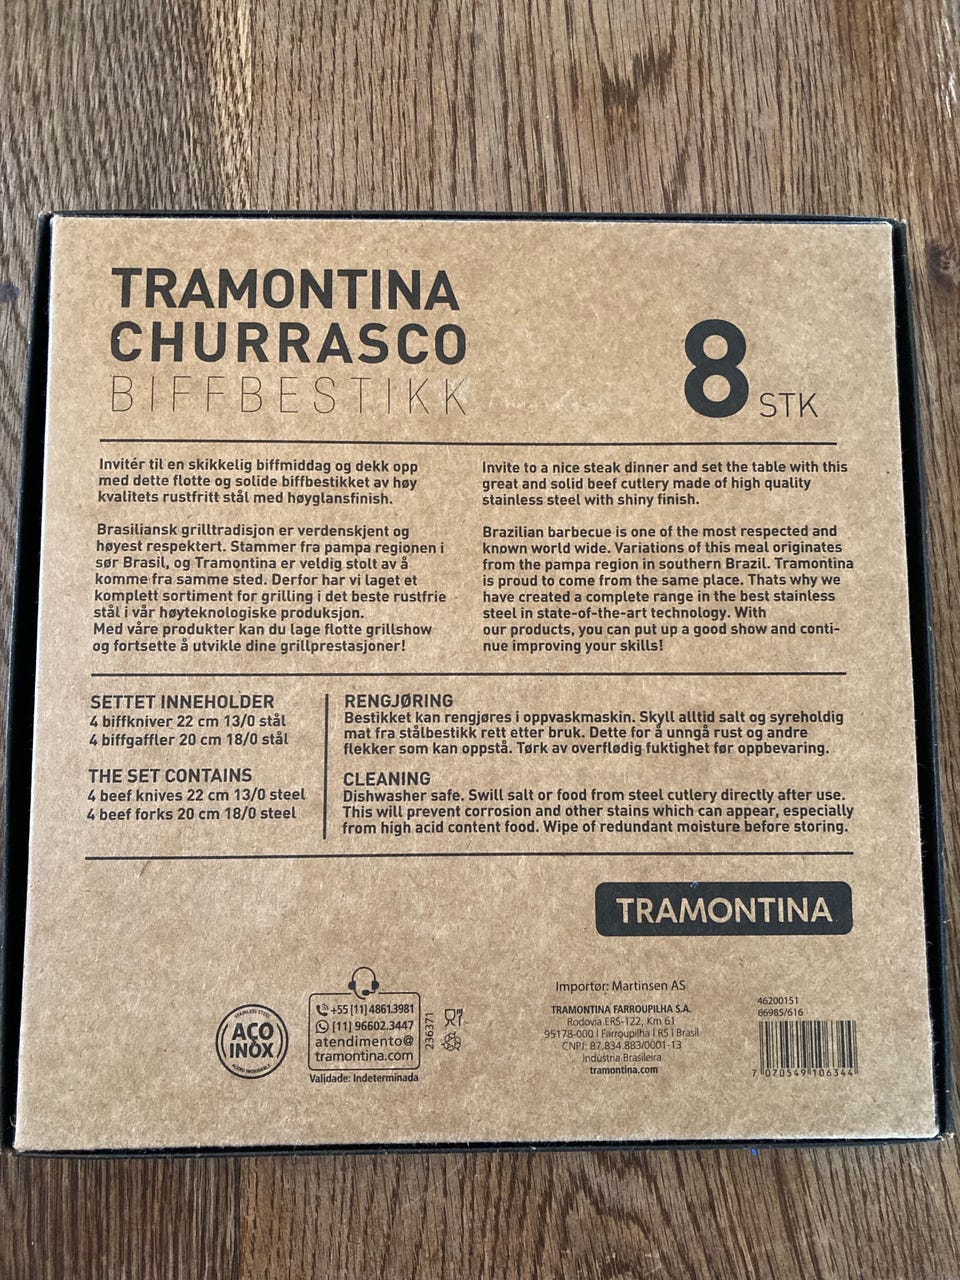 TRAMONTINA
CHURRASCO
BIFFBESTIKK
8 STK
Invitér til en skikkelig biffmiddag og dekk opp
med dette flotte og solide biffbestikket av høy
kvalitets rustfritt stål med høyglansfinish.
Brasiliansk grilltradisjon er verdenskjent og
høyest respektert. Stammer fra pampa regionen i
sør Brasil, og Tramontina er veldig stolt av å
komme fra samme sted. Derfor har vi laget et
komplett sortiment for grilling i det beste rustfrie
stål i vår høyteknologiske produksjon.
Med våre produkter kan du lage flotte grillshow
og fortsette å utvikle dine grillprestasjoner!
Invite to a nice steak dinner and set the table with this
great and solid beef cutlery made of high quality
stainless steel with shiny finish.
Brazilian barbecue is one of the most respected and
known world wide. Variations of this meal originates
from the pampa region in southern Brazil. Tramontina
is proud to come from the same place. Thats why we
have created a complete range in the best stainless
steel in state-of-the-art technology. With
our products, you can put up a good show and conti-
nue improving your skills!
SETTET INNEHOLDER
4 biffkniver 22 cm 13/0 stål
4 biffgaffler 20 cm 18/0 stål
THE SET CONTAINS
4 beef knives 22 cm 13/0 steel
4 beef forks 20 cm 18/0 steel
RENGJØRING
Bestikket kan rengjøres i oppvaskmaskin. Skyll alltid salt og syreholdig
mat fra stålbestikk rett etter bruk. Dette for å unngå rust og andre
flekker som kan oppstå. Tørk av overflødig fuktighet før oppbevaring.
CLEANING
Dishwasher safe. Swill salt or food from steel cutlery directly after use.
This will prevent corrosion and other stains which can appear, especially
from high acid content food. Wipe of redundant moisture before storing.
TRAMONTINA
STAINLESS STEEL
AÇO
INOX
ACERO INOXIDABLE
+55 [11] 4861.3981
[11] 96602.3447
atendimento@
tramontina.com
Validade: Indeterminada
236371
Importør: Martinsen AS
TRAMONTINA FARROUPILHA S.A.
Rodovia ERS-122, Km 61
95178-000 | Farroupilha | RS | Brasil
CNPJ: 87.834.883/0001-13
Indústria Brasileira
tramontina.com
46200151
66985/616
7 070549 106344